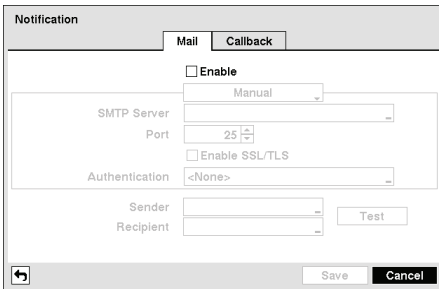 Notification
Mail Callback
Enable
Manual
SMTP Server
Port 25
Enable SSL/TLS
Authentication <None>
Sender
Test
Recipient
Save Cancel